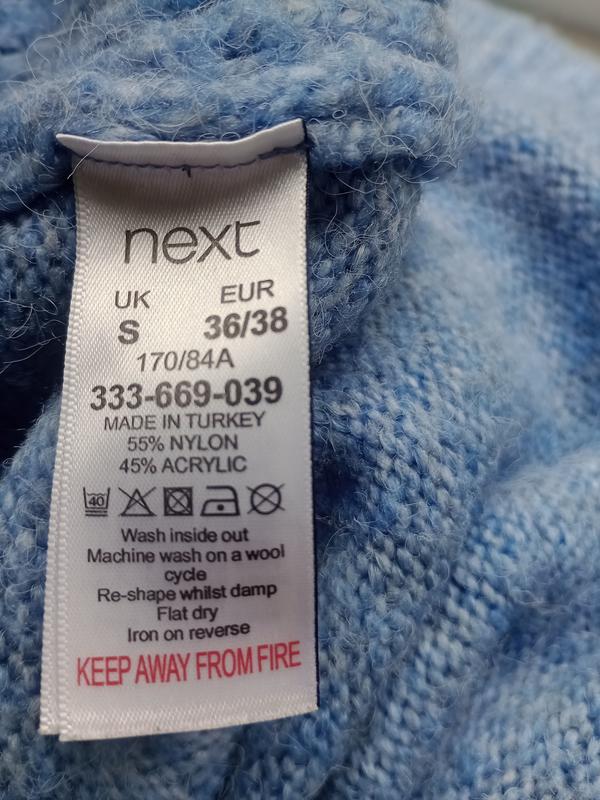 next
UK EUR
S 36/38
170/84A
333-669-039
MADE IN TURKEY
55% NYLON
45% ACRYLIC
40
Wash inside out
Machine wash on a wool
cycle
Re-shape whilst damp
Flat dry
Iron on reverse
KEEP AWAY FROM FIRE